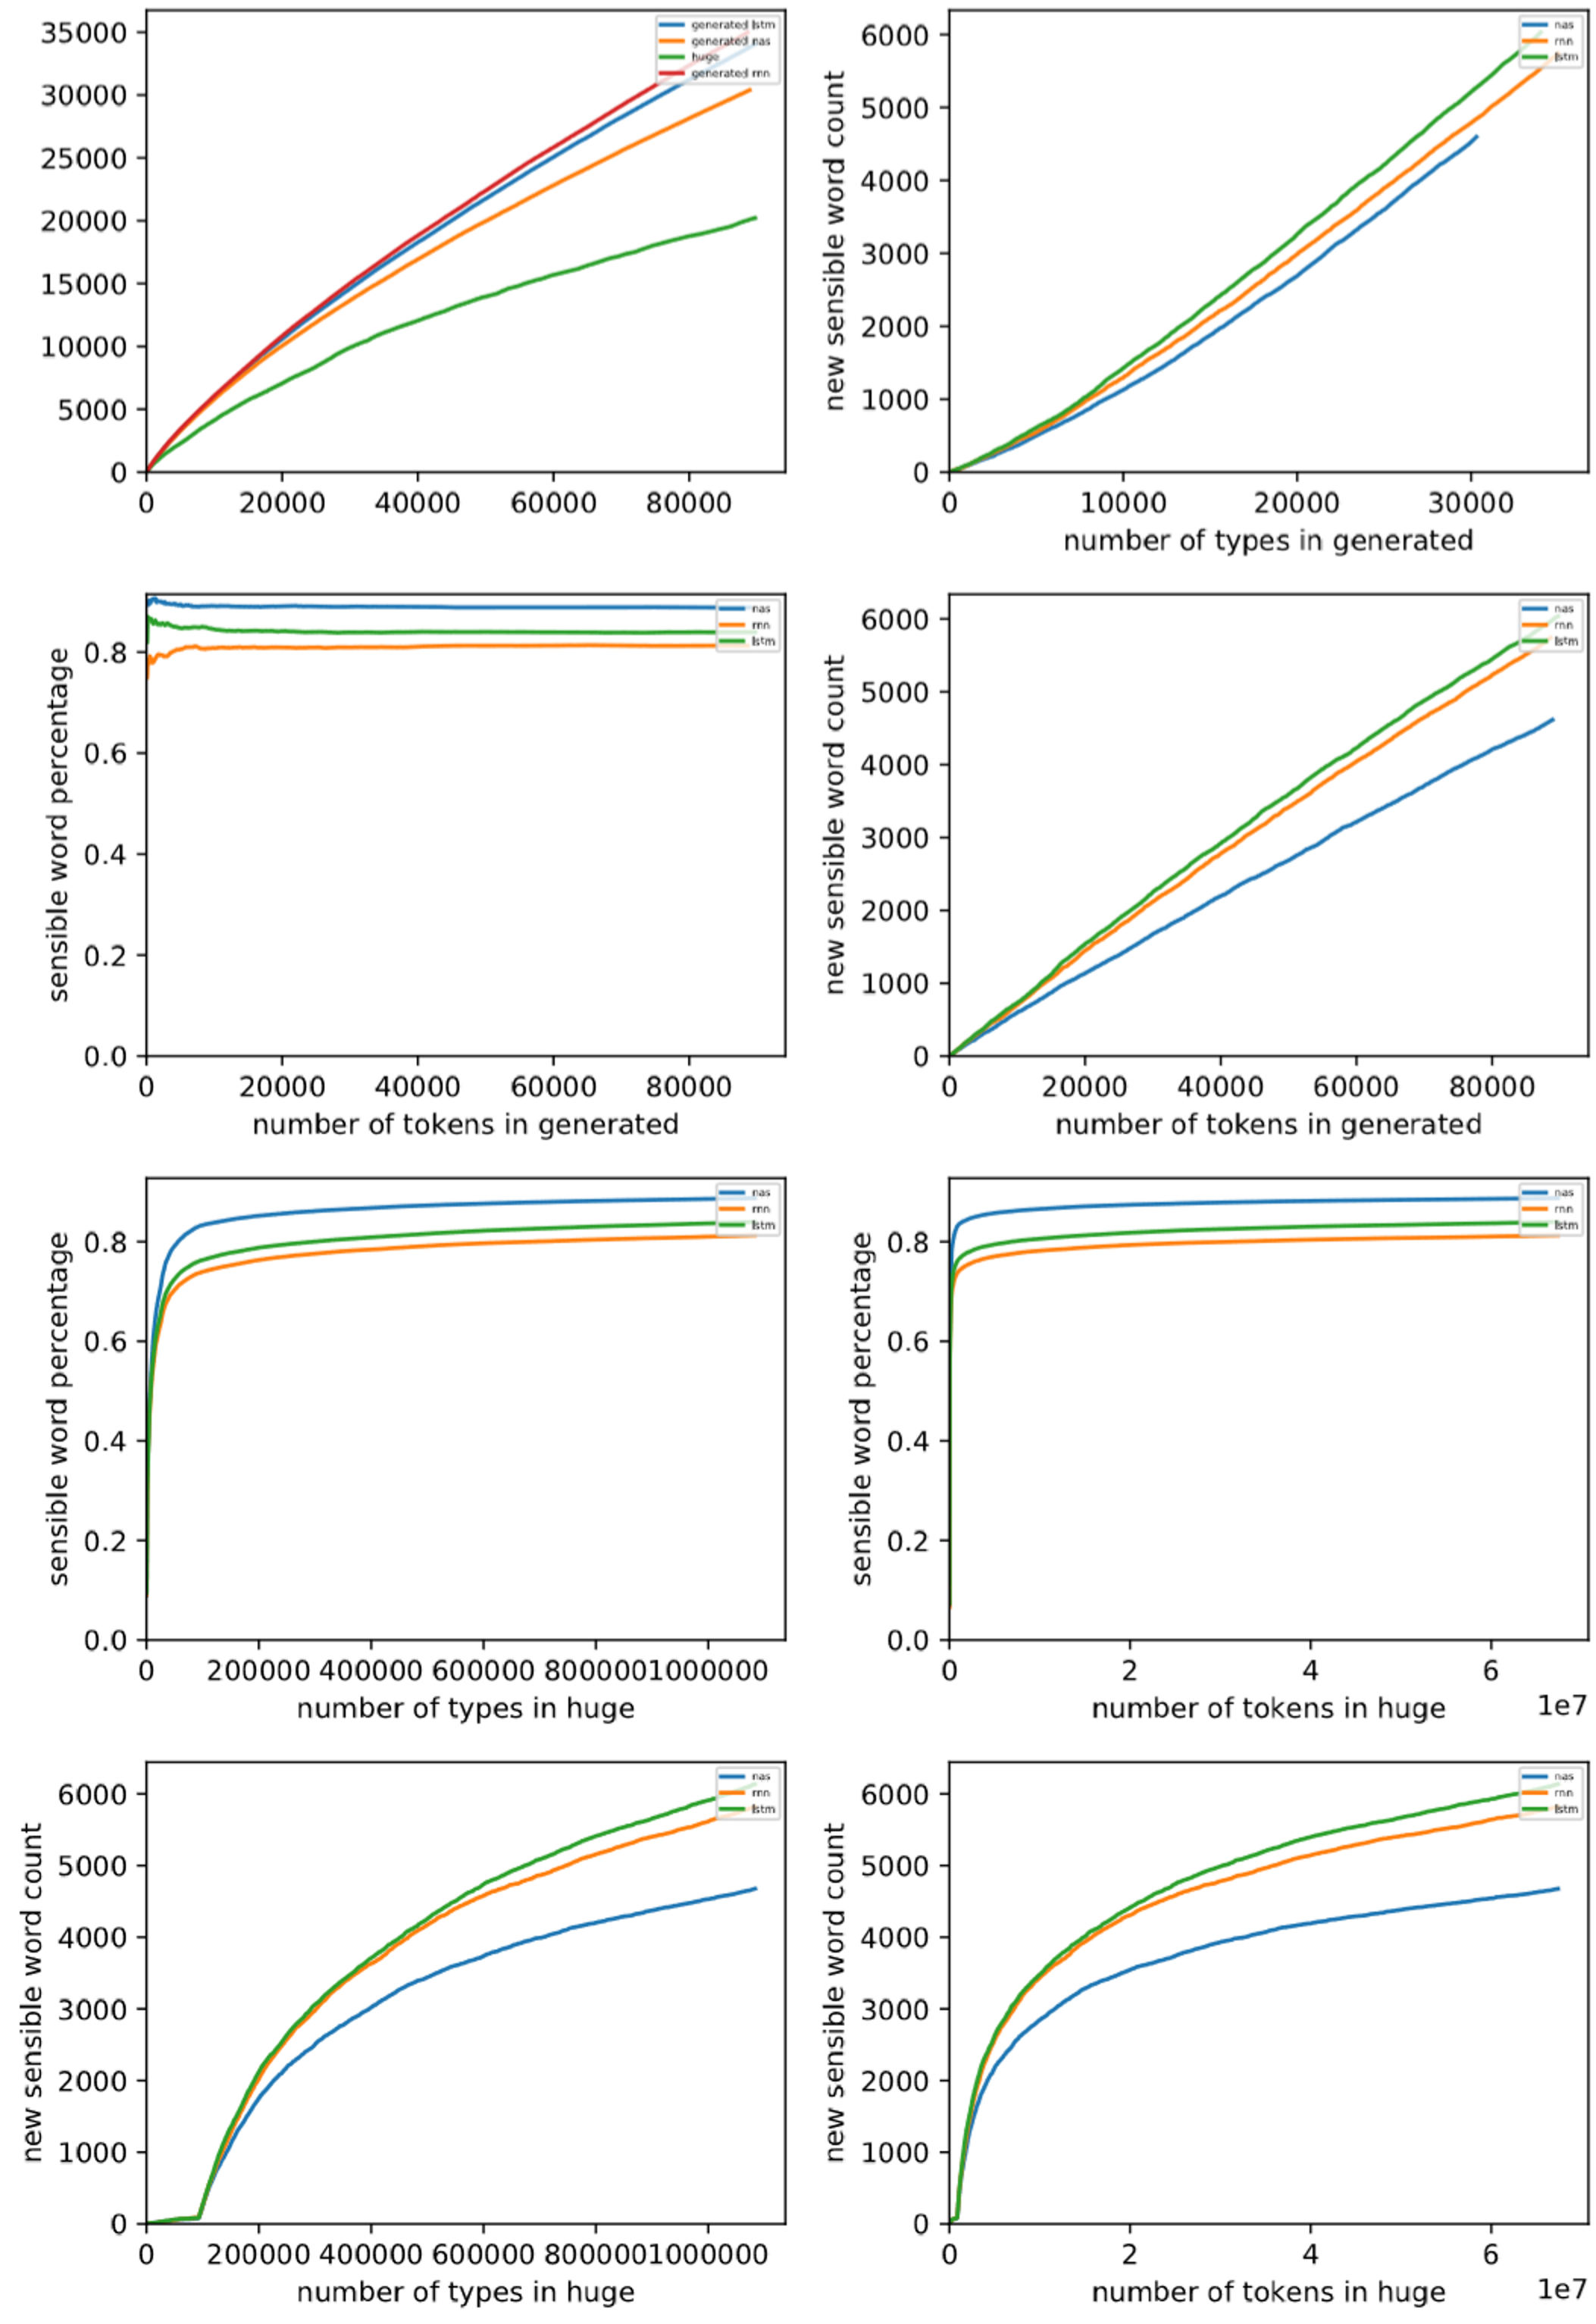 35000
30000
25000
20000
15000
10000
5000
0
0 20000 40000 60000 80000
generated lstm
generated nas
huge
generated rnn
new sensible word count
6000
5000
4000
3000
2000
1000
0
0 10000 20000 30000
number of types in generated
nas
rnn
lstm
sensible word percentage
0.8
0.6
0.4
0.2
0.0
0 20000 40000 60000 80000
number of tokens in generated
nas
rnn
lstm
new sensible word count
6000
5000
4000
3000
2000
1000
0
0 20000 40000 60000 80000
number of tokens in generated
nas
rnn
lstm
sensible word percentage
0.8
0.6
0.4
0.2
0.0
0 200000 400000 600000 800000 1000000
number of types in huge
nas
rnn
lstm
sensible word percentage
0.8
0.6
0.4
0.2
0.0
0 2 4 6
1e7
number of tokens in huge
nas
rnn
lstm
new sensible word count
6000
5000
4000
3000
2000
1000
0
0 200000 400000 600000 800000 1000000
number of types in huge
nas
rnn
lstm
new sensible word count
6000
5000
4000
3000
2000
1000
0
0 2 4 6
1e7
number of tokens in huge
nas
rnn
lstm